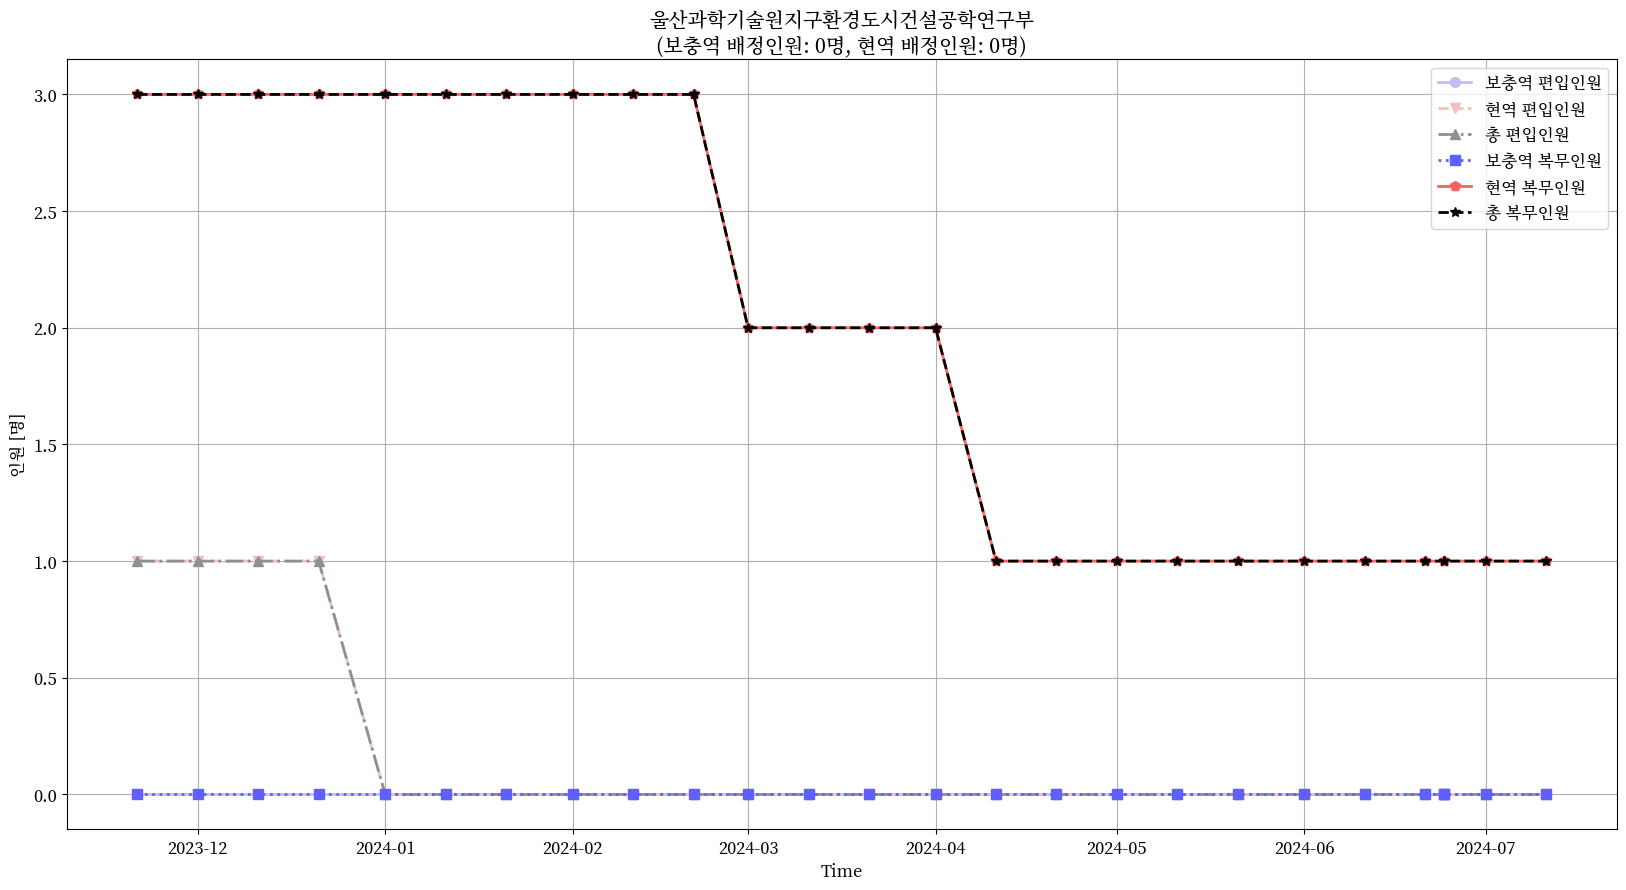 울산과학기술원지구환경도시건설공학연구부
(보충역 배정인원: 0명, 현역 배정인원: 0명)
보충역 편입인원
현역 편입인원
총 편입인원
보충역 복무인원
현역 복무인원
총 복무인원
인원 [명]
3.0
2.5
2.0
1.5
1.0
0.5
0.0
2023-12
2024-01
2024-02
2024-03
2024-04
2024-05
2024-06
2024-07
Time